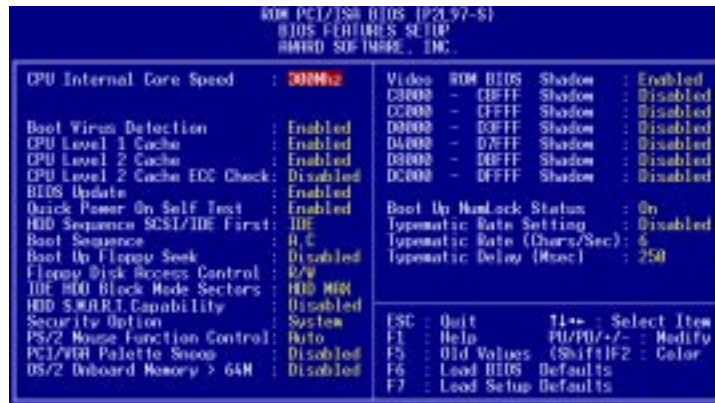 ROM PCI/ISA BIOS (P2L97-S)
BIOS FEATURES SETUP
AWARD SOFTWARE, INC.
CPU Internal Core Speed : 300Mhz
Boot Virus Detection : Enabled
CPU Level 1 Cache : Enabled
CPU Level 2 Cache : Enabled
CPU Level 2 Cache ECC Check: Disabled
BIOS Update : Enabled
Quick Power On Self Test : Enabled
HDD Sequence SCSI/IDE First: IDE
Boot Sequence : A,C
Boot Up Floppy Seek : Disabled
Floppy Disk Access Control : R/W
IDE HDD Block Mode Sectors : HDD MAX
HDD S.M.A.R.T. Capability : Disabled
Security Option : System
PS/2 Mouse Function Control: Auto
PCI/VGA Palette Snoop : Disabled
OS/2 Onboard Memory > 64M : Disabled
Video ROM BIOS Shadow : Enabled
C8000 - CBFFF Shadow : Disabled
CC000 - CFFFF Shadow : Disabled
D0000 - D3FFF Shadow : Disabled
D4000 - D7FFF Shadow : Disabled
D8000 - DBFFF Shadow : Disabled
DC000 - DFFFF Shadow : Disabled
Boot Up NumLock Status : On
Typematic Rate Setting : Disabled
Typematic Rate (Chars/Sec): 6
Typematic Delay (Msec) : 250
ESC : Quit ↑↓→← : Select Item
F1 : Help PU/PD/+/- : Modify
F5 : Old Values (Shift)F2 : Color
F6 : Load BIOS Defaults
F7 : Load Setup Defaults